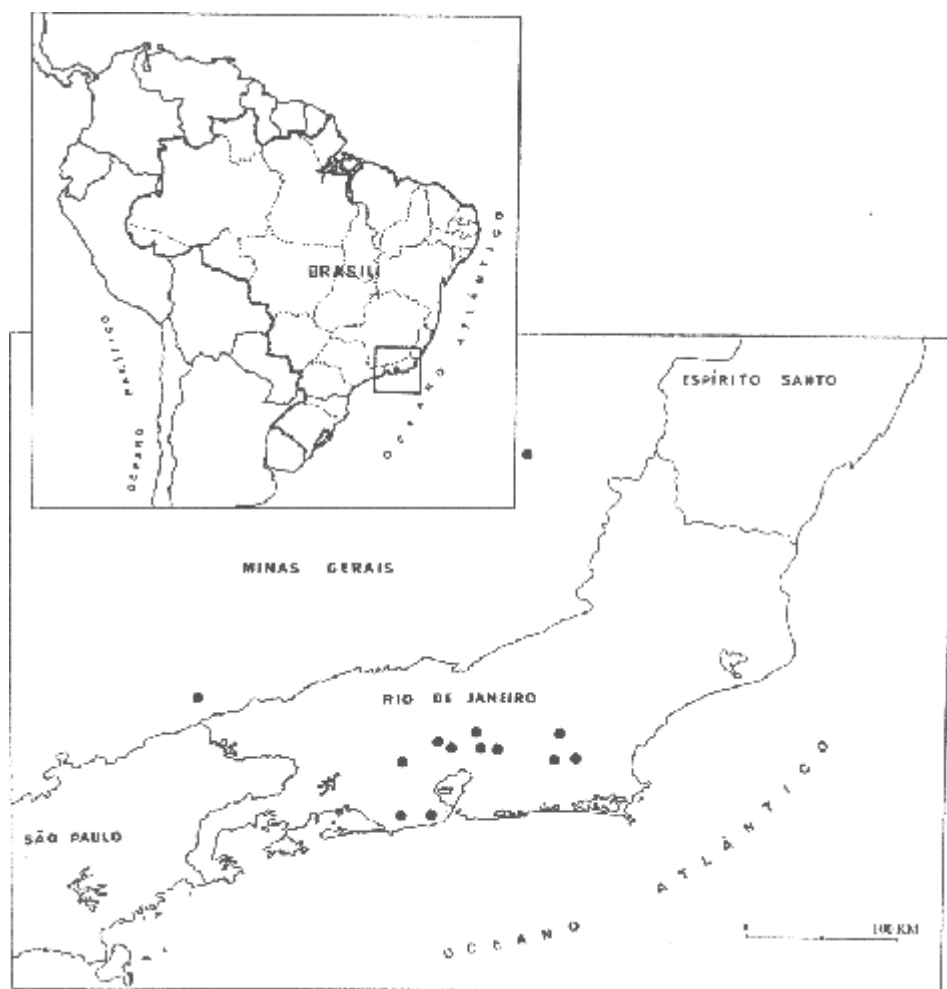 BRASIL
OCEANO ATLÂNTICO
OCEANO PACÍFICO
ESPÍRITO SANTO
MINAS GERAIS
RIO DE JANEIRO
SÃO PAULO
OCEANO ATLÂNTICO
100 KM